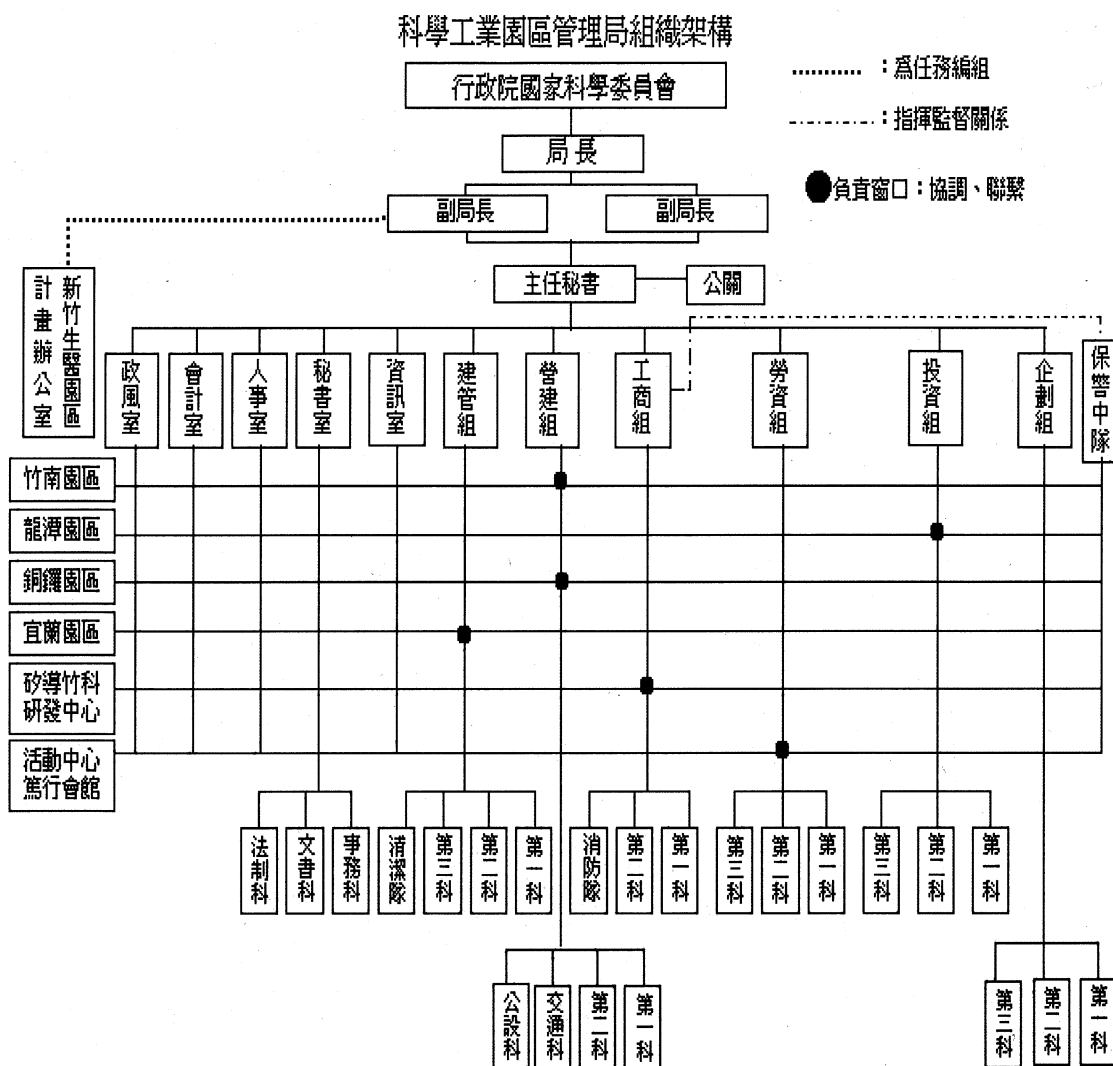 科學工業園區管理局組織架構
行政院國家科學委員會
局長
副局長
副局長
主任秘書
公關
：為任務編組
：指揮監督關係
負責窗口：協調、聯繫
新竹生醫園區
計畫辦公室
政風室
會計室
人事室
秘書室
資訊室
建管組
營建組
工商組
勞資組
投資組
企劃組
保警中隊
竹南園區
龍潭園區
銅鑼園區
宜蘭園區
矽導竹科
研發中心
活動中心
篤行會館
法制科
文書科
事務科
清潔隊
第三科
第二科
第一科
消防隊
第二科
第一科
第三科
第二科
第一科
第三科
第二科
第一科
公設科
交通科
第二科
第一科
第三科
第二科
第一科